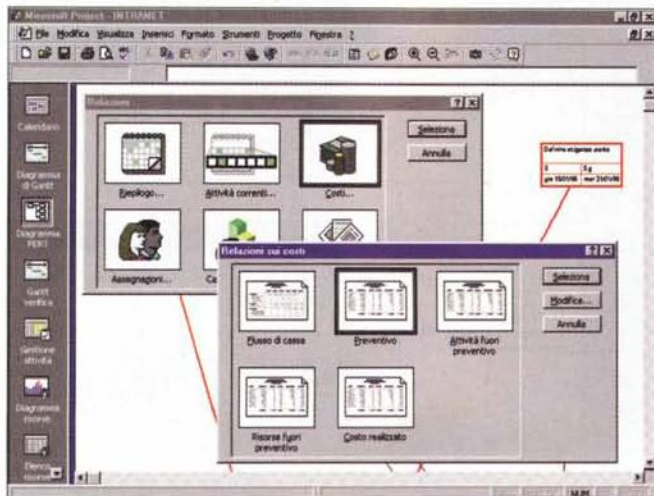 Microsoft Project - INTRANET
File Modifica Visualizza Inserisci Formato Strumenti Progetto Finestra ?
Calendario
Diagramma di Gantt
Diagramma PERT
Gantt verifica
Gestione attività
Diagramma risorse
Elenco risorse
Relazioni
Riepilogo...
Attività correnti...
Costi...
Assegnazioni...
Seleziona
Annulla
Relazioni sui costi
Flusso di cassa
Preventivo
Attività fuori preventivo
Risorse fuori preventivo
Costo realizzato
Seleziona
Modifica...
Annulla
NUM